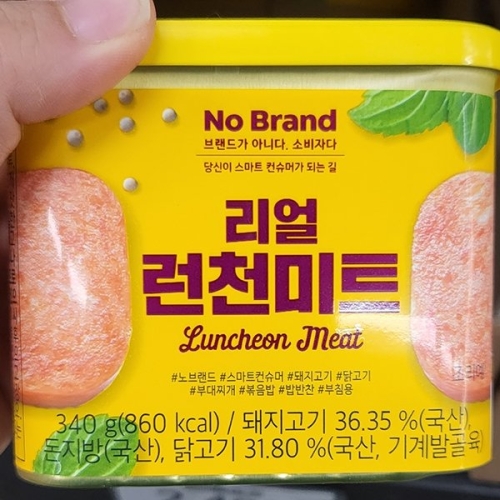 No Brand
브랜드가 아니다. 소비자다
당신이 스마트 컨슈머가 되는 길
리얼
런천미트
Luncheon Meat
#노브랜드 #스마트컨슈머 #돼지고기 #닭고기
#부대찌개 #볶음밥 #밥반찬 #부침용
340 g(860 kcal) / 돼지고기 36.35 %(국산),
돈지방(국산), 닭고기 31.80 %(국산, 기계발골육)